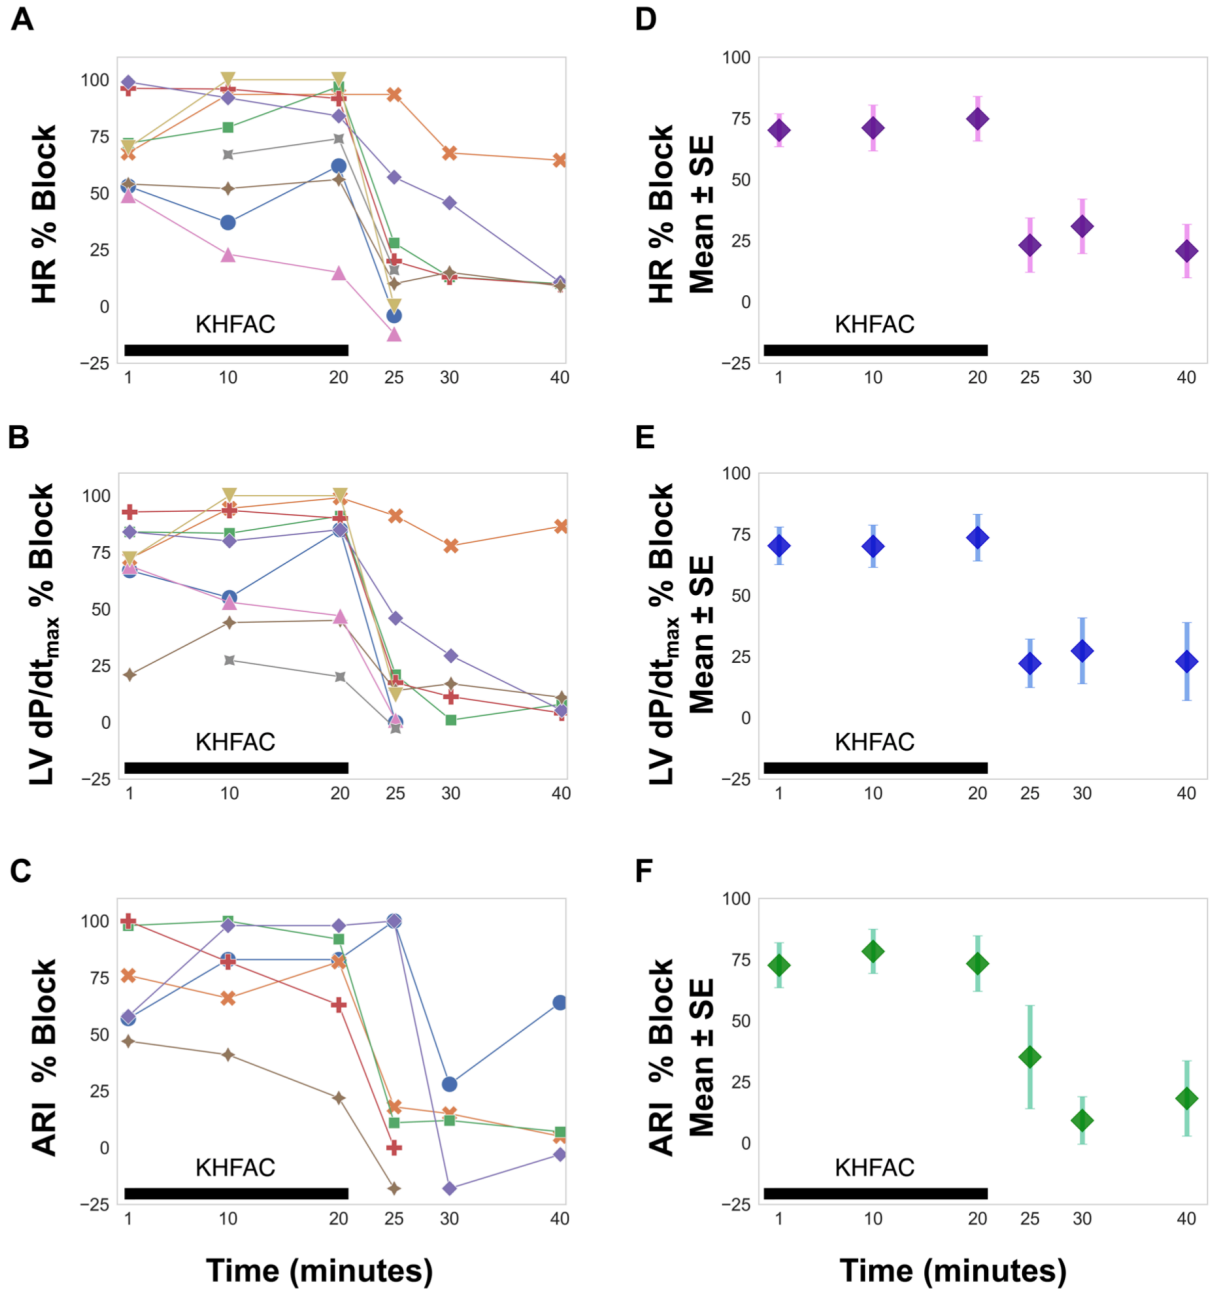 A
HR % Block
100
75
50
25
0
−25
KHFAC
1 10 20 25 30 40
D
HR % Block
Mean ± SE
100
75
50
25
0
−25
KHFAC
1 10 20 25 30 40
B
LV dP/dtmax % Block
100
75
50
25
0
−25
KHFAC
1 10 20 25 30 40
E
LV dP/dtmax % Block
Mean ± SE
100
75
50
25
0
−25
KHFAC
1 10 20 25 30 40
C
ARI % Block
100
75
50
25
0
−25
KHFAC
1 10 20 25 30 40
Time (minutes)
F
ARI % Block
Mean ± SE
100
75
50
25
0
−25
KHFAC
1 10 20 25 30 40
Time (minutes)